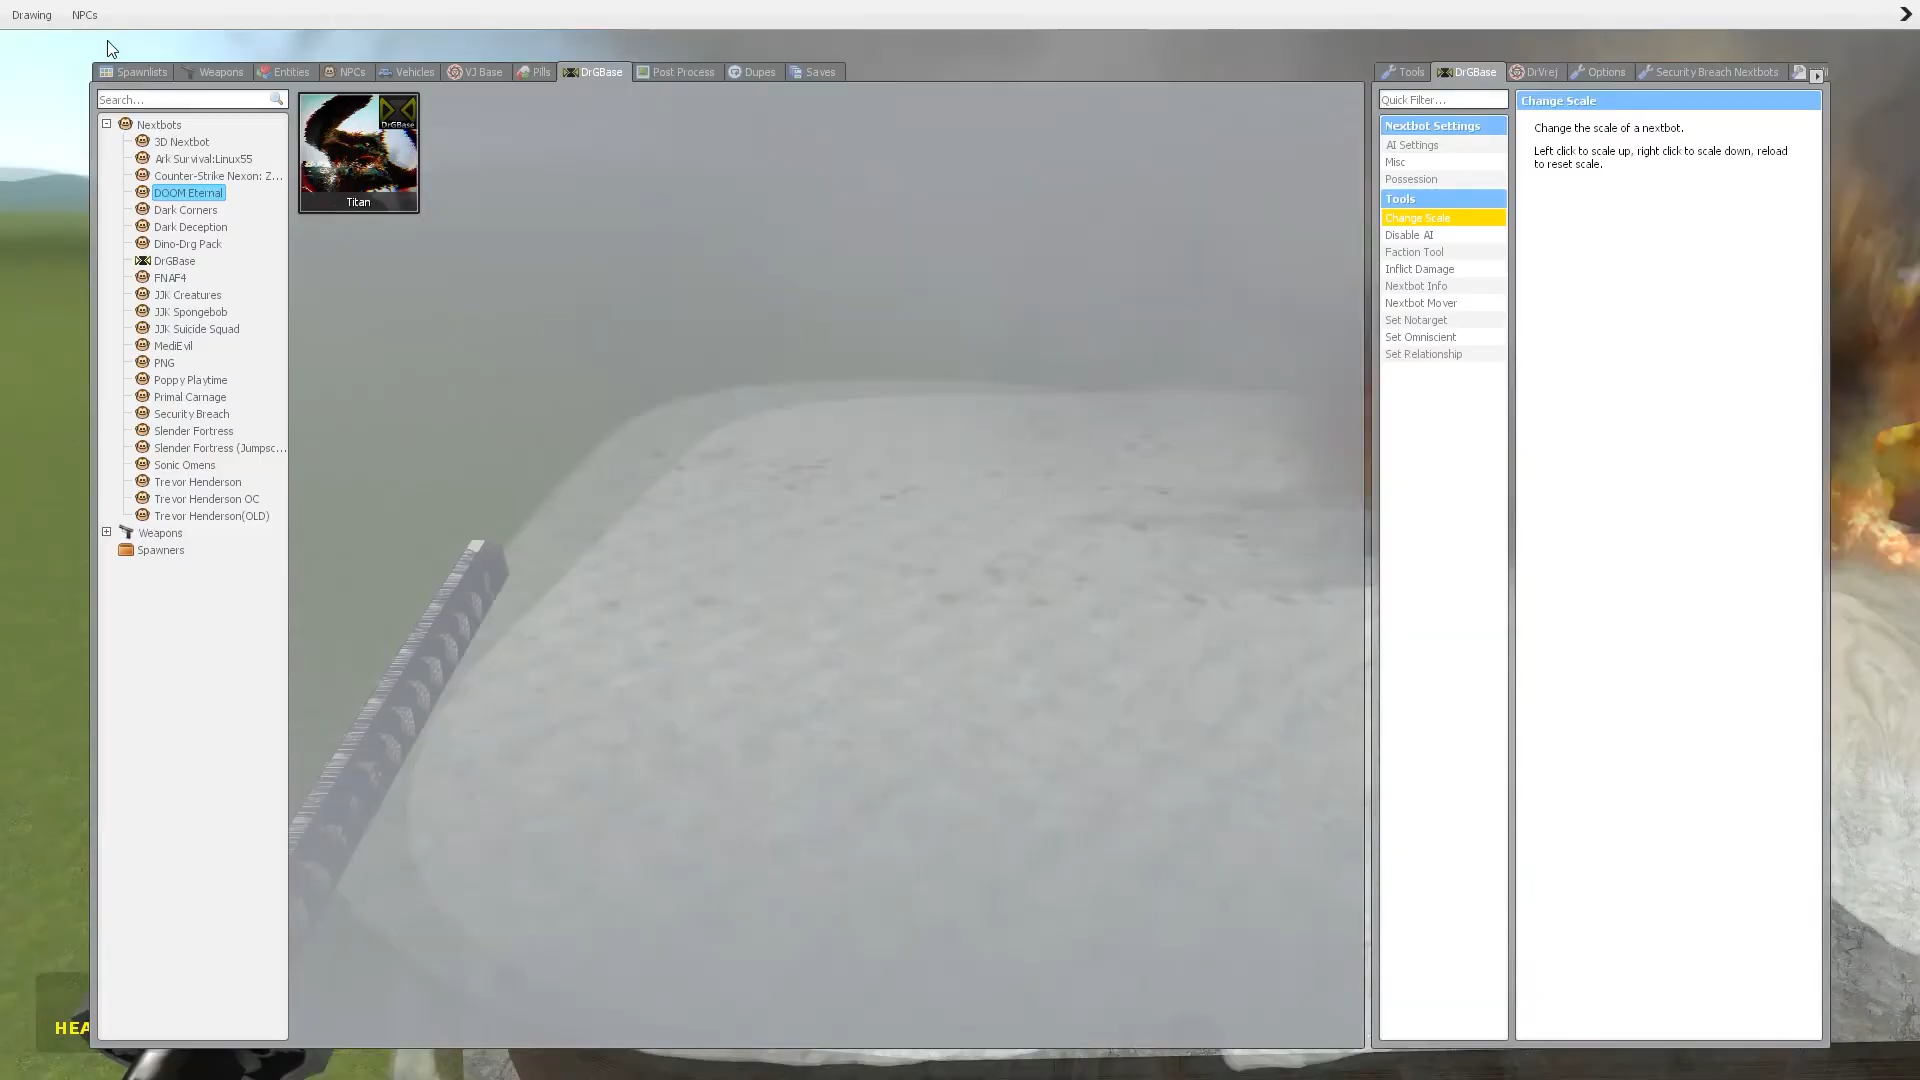 Drawing NPCs
Spawnlists Weapons Entities NPCs Vehicles VJ Base Pills DrGBase Post Process Dupes Saves
Tools DrGBase DrVrej Options Security Breach Nextbots
Search...
Nextbots
3D Nextbot
Ark Survival:Linux55
Counter-Strike Nexon: Z...
DOOM Eternal
Dark Corners
Dark Deception
Dino-Drg Pack
DrGBase
FNAF4
JJK Creatures
JJK Spongebob
JJK Suicide Squad
MediEvil
PNG
Poppy Playtime
Primal Carnage
Security Breach
Slender Fortress
Slender Fortress (Jumpsc...
Sonic Omens
Trevor Henderson
Trevor Henderson OC
Trevor Henderson(OLD)
Weapons
Spawners
DrGBase
Titan
Quick Filter...
Nextbot Settings
AI Settings
Misc
Possession
Tools
Change Scale
Disable AI
Faction Tool
Inflict Damage
Nextbot Info
Nextbot Mover
Set Notarget
Set Omniscient
Set Relationship
Change Scale
Change the scale of a nextbot.
Left click to scale up, right click to scale down, reload
to reset scale.
HEA